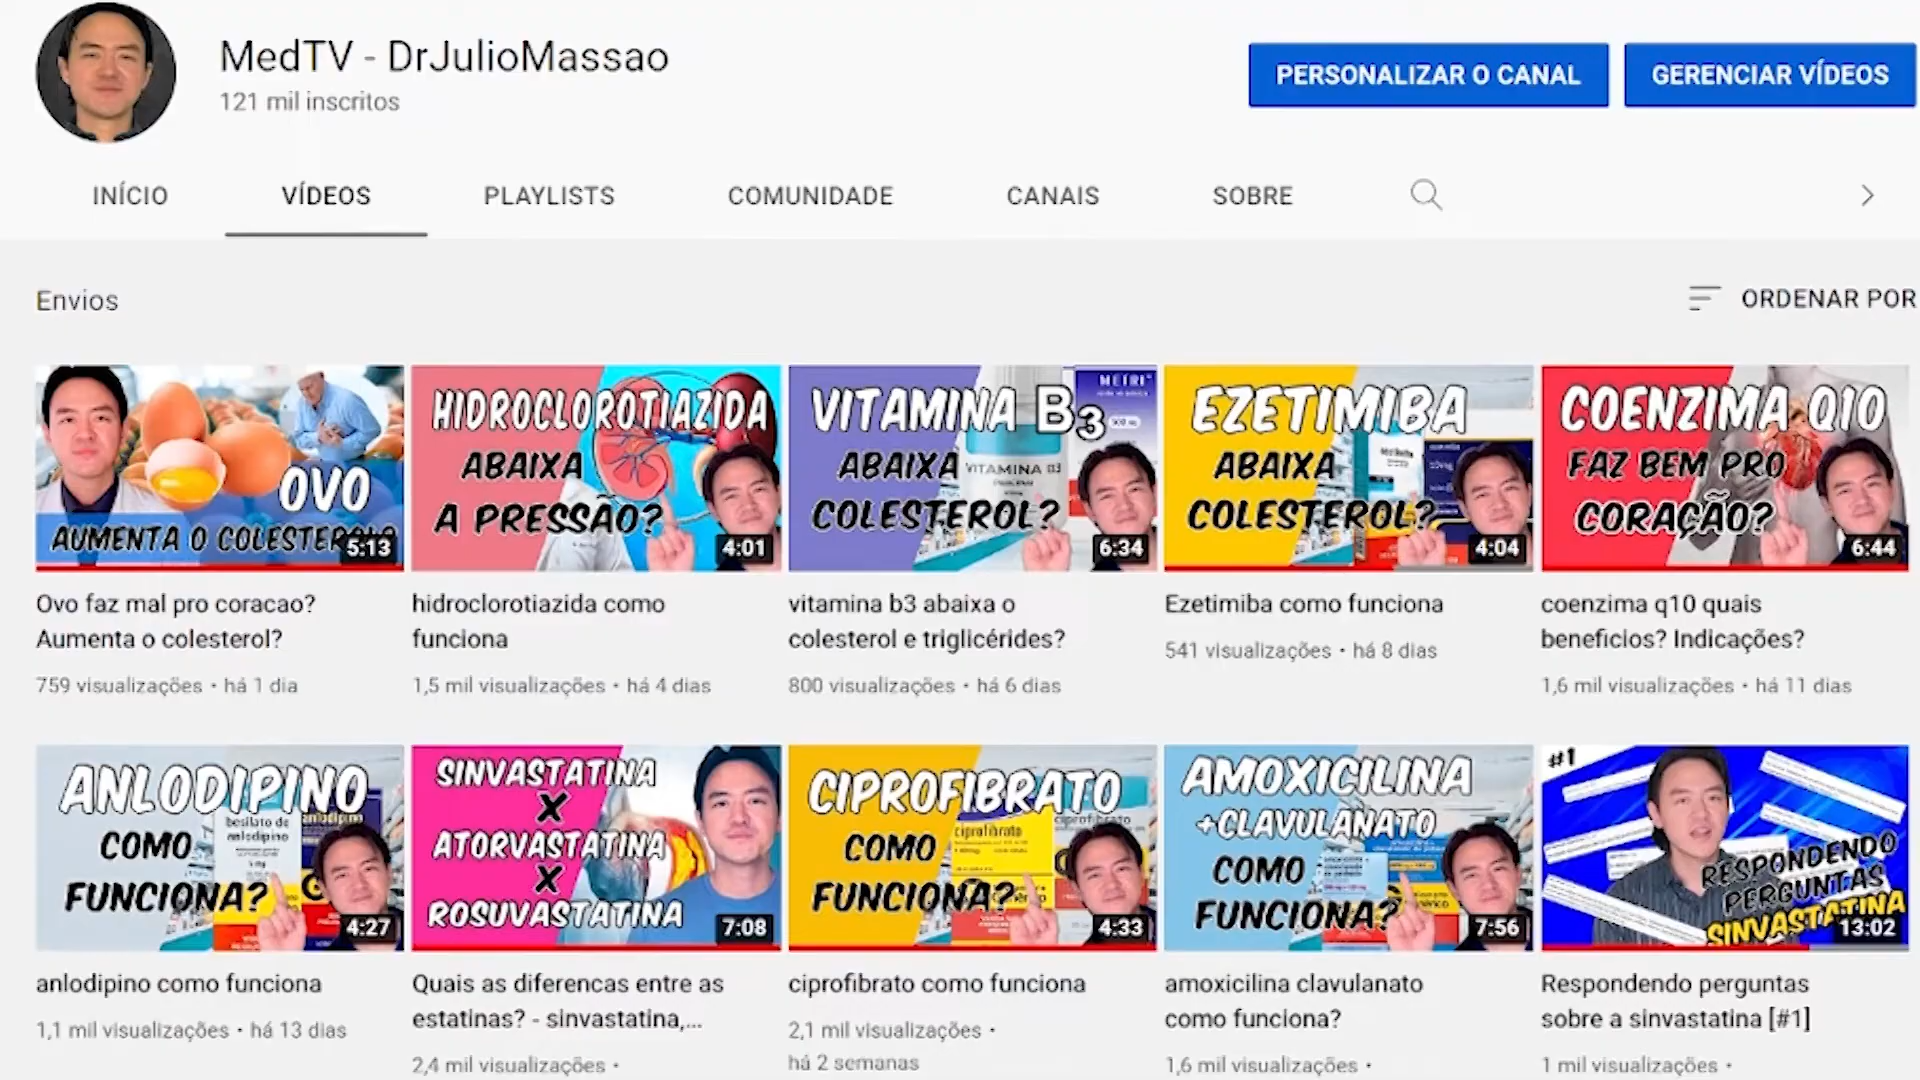 MedTV - DrJulioMassao
121 mil inscritos
PERSONALIZAR O CANAL
GERENCIAR VÍDEOS
INÍCIO
VÍDEOS
PLAYLISTS
COMUNIDADE
CANAIS
SOBRE
Envios
ORDENAR POR
OVO
AUMENTA O COLESTEROL
5:13
HIDROCLOROTIAZIDA
ABAIXA
A PRESSÃO?
4:01
VITAMINA B3
ABAIXA
COLESTEROL?
VITAMINA B3
6:34
EZETIMIBA
ABAIXA
COLESTEROL?
4:04
COENZIMA Q10
FAZ BEM PRO
CORAÇÃO?
6:44
Ovo faz mal pro coracao?
Aumenta o colesterol?
759 visualizações • há 1 dia
hidroclorotiazida como
funciona
1,5 mil visualizações • há 4 dias
vitamina b3 abaixa o
colesterol e triglicérides?
800 visualizações • há 6 dias
Ezetimiba como funciona
541 visualizações • há 8 dias
coenzima q10 quais
beneficios? Indicações?
1,6 mil visualizações • há 11 dias
ANLODIPINO
COMO
FUNCIONA?
besilato de
anlodipino
anlodipino
4:27
SINVASTATINA
X
ATORVASTATINA
X
ROSUVASTATINA
7:08
CIPROFIBRATO
COMO
FUNCIONA?
ciprofibrato
ciprofibrato
4:33
AMOXICILINA
+CLAVULANATO
COMO
FUNCIONA?
7:56
#1
RESPONDENDO
PERGUNTAS
SINVASTATINA
13:02
anlodipino como funciona
1,1 mil visualizações • há 13 dias
Quais as diferencas entre as
estatinas? - sinvastatina,...
2,4 mil visualizações •
ciprofibrato como funciona
2,1 mil visualizações •
há 2 semanas
amoxicilina clavulanato
como funciona?
1,6 mil visualizações •
Respondendo perguntas
sobre a sinvastatina [#1]
1 mil visualizações •